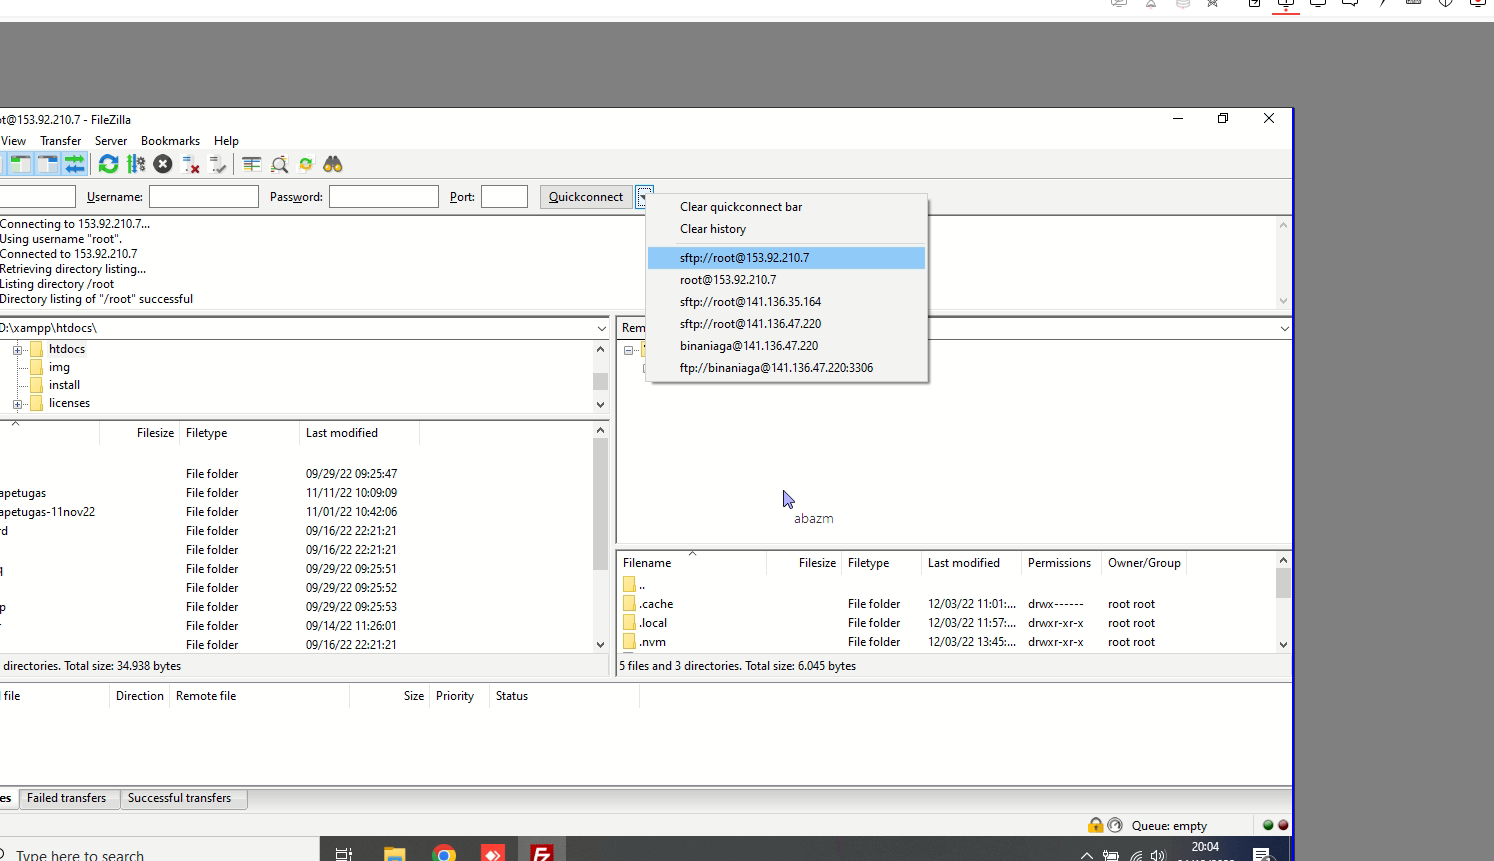 ot@153.92.210.7 - FileZilla
View Transfer Server Bookmarks Help
Username: Password: Port: Quickconnect
Clear quickconnect bar
Clear history
sftp://root@153.92.210.7
root@153.92.210.7
sftp://root@141.136.35.164
sftp://root@141.136.47.220
binaniaga@141.136.47.220
ftp://binaniaga@141.136.47.220:3306
Connecting to 153.92.210.7...
Using username "root".
Connected to 153.92.210.7
Retrieving directory listing...
Listing directory /root
Directory listing of "/root" successful
D:\xampp\htdocs\
Rem
htdocs
img
install
licenses
Filesize Filetype Last modified
File folder 09/29/22 09:25:47
apetugas File folder 11/11/22 10:09:09
apetugas-11nov22 File folder 11/01/22 10:42:06
rd File folder 09/16/22 22:21:21
File folder 09/16/22 22:21:21
q File folder 09/29/22 09:25:51
File folder 09/29/22 09:25:52
p File folder 09/29/22 09:25:53
r File folder 09/14/22 11:26:01
File folder 09/16/22 22:21:21
directories. Total size: 34.938 bytes
abazm
Filename Filesize Filetype Last modified Permissions Owner/Group
..
.cache File folder 12/03/22 11:01:... drwx------ root root
.local File folder 12/03/22 11:57:... drwxr-xr-x root root
.nvm File folder 12/03/22 13:45:... drwxr-xr-x root root
5 files and 3 directories. Total size: 6.045 bytes
file Direction Remote file Size Priority Status
es Failed transfers Successful transfers
Queue: empty
Type here to search
20:04